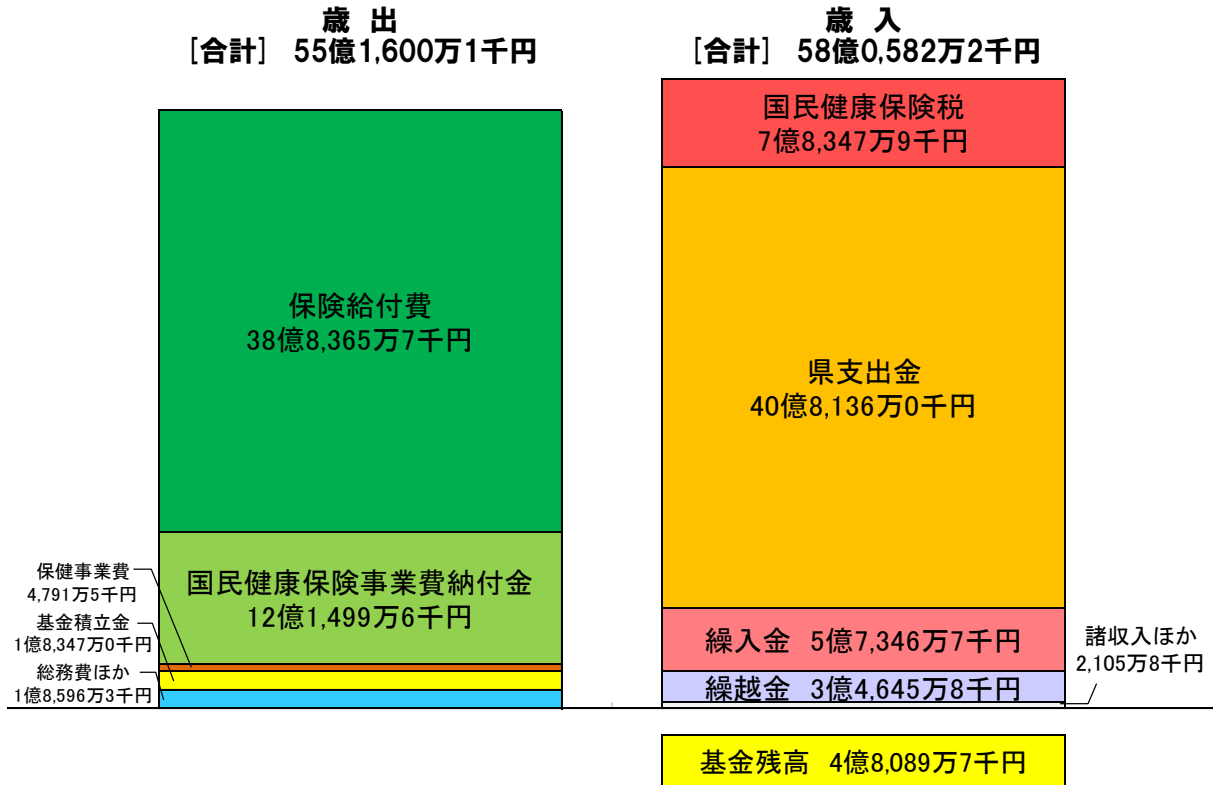 歳 出
[合計] 55億1,600万1千円
保険給付費
38億8,365万7千円
国民健康保険事業費納付金
12億1,499万6千円
保健事業費
4,791万5千円
基金積立金
1億8,347万0千円
総務費ほか
1億8,596万3千円
歳 入
[合計] 58億0,582万2千円
国民健康保険税
7億8,347万9千円
県支出金
40億8,136万0千円
繰入金 5億7,346万7千円
繰越金 3億4,645万8千円
諸収入ほか
2,105万8千円
基金残高 4億8,089万7千円